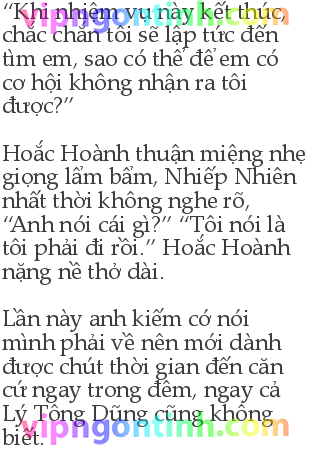 vipngontinh.com
“Khi nhiệm vụ này kết thúc,
chắc chắn tôi sẽ lập tức đến
tìm em, sao có thể để em có
cơ hội không nhận ra tôi
được?”
Hoắc Hoành thuận miệng nhẹ
giọng lẩm bẩm, Nhiếp Nhiên
nhất thời không nghe rõ,
“Anh nói cái gì?” “Tôi nói là
tôi phải đi rồi.” Hoắc Hoành
nặng nề thở dài.
Lần này anh kiếm cớ nói
mình phải về nên mới dành
được chút thời gian đến căn
cứ ngay trong đêm, ngay cả
Lý Tông Dũng cũng không
vipngontinh.com
biết.